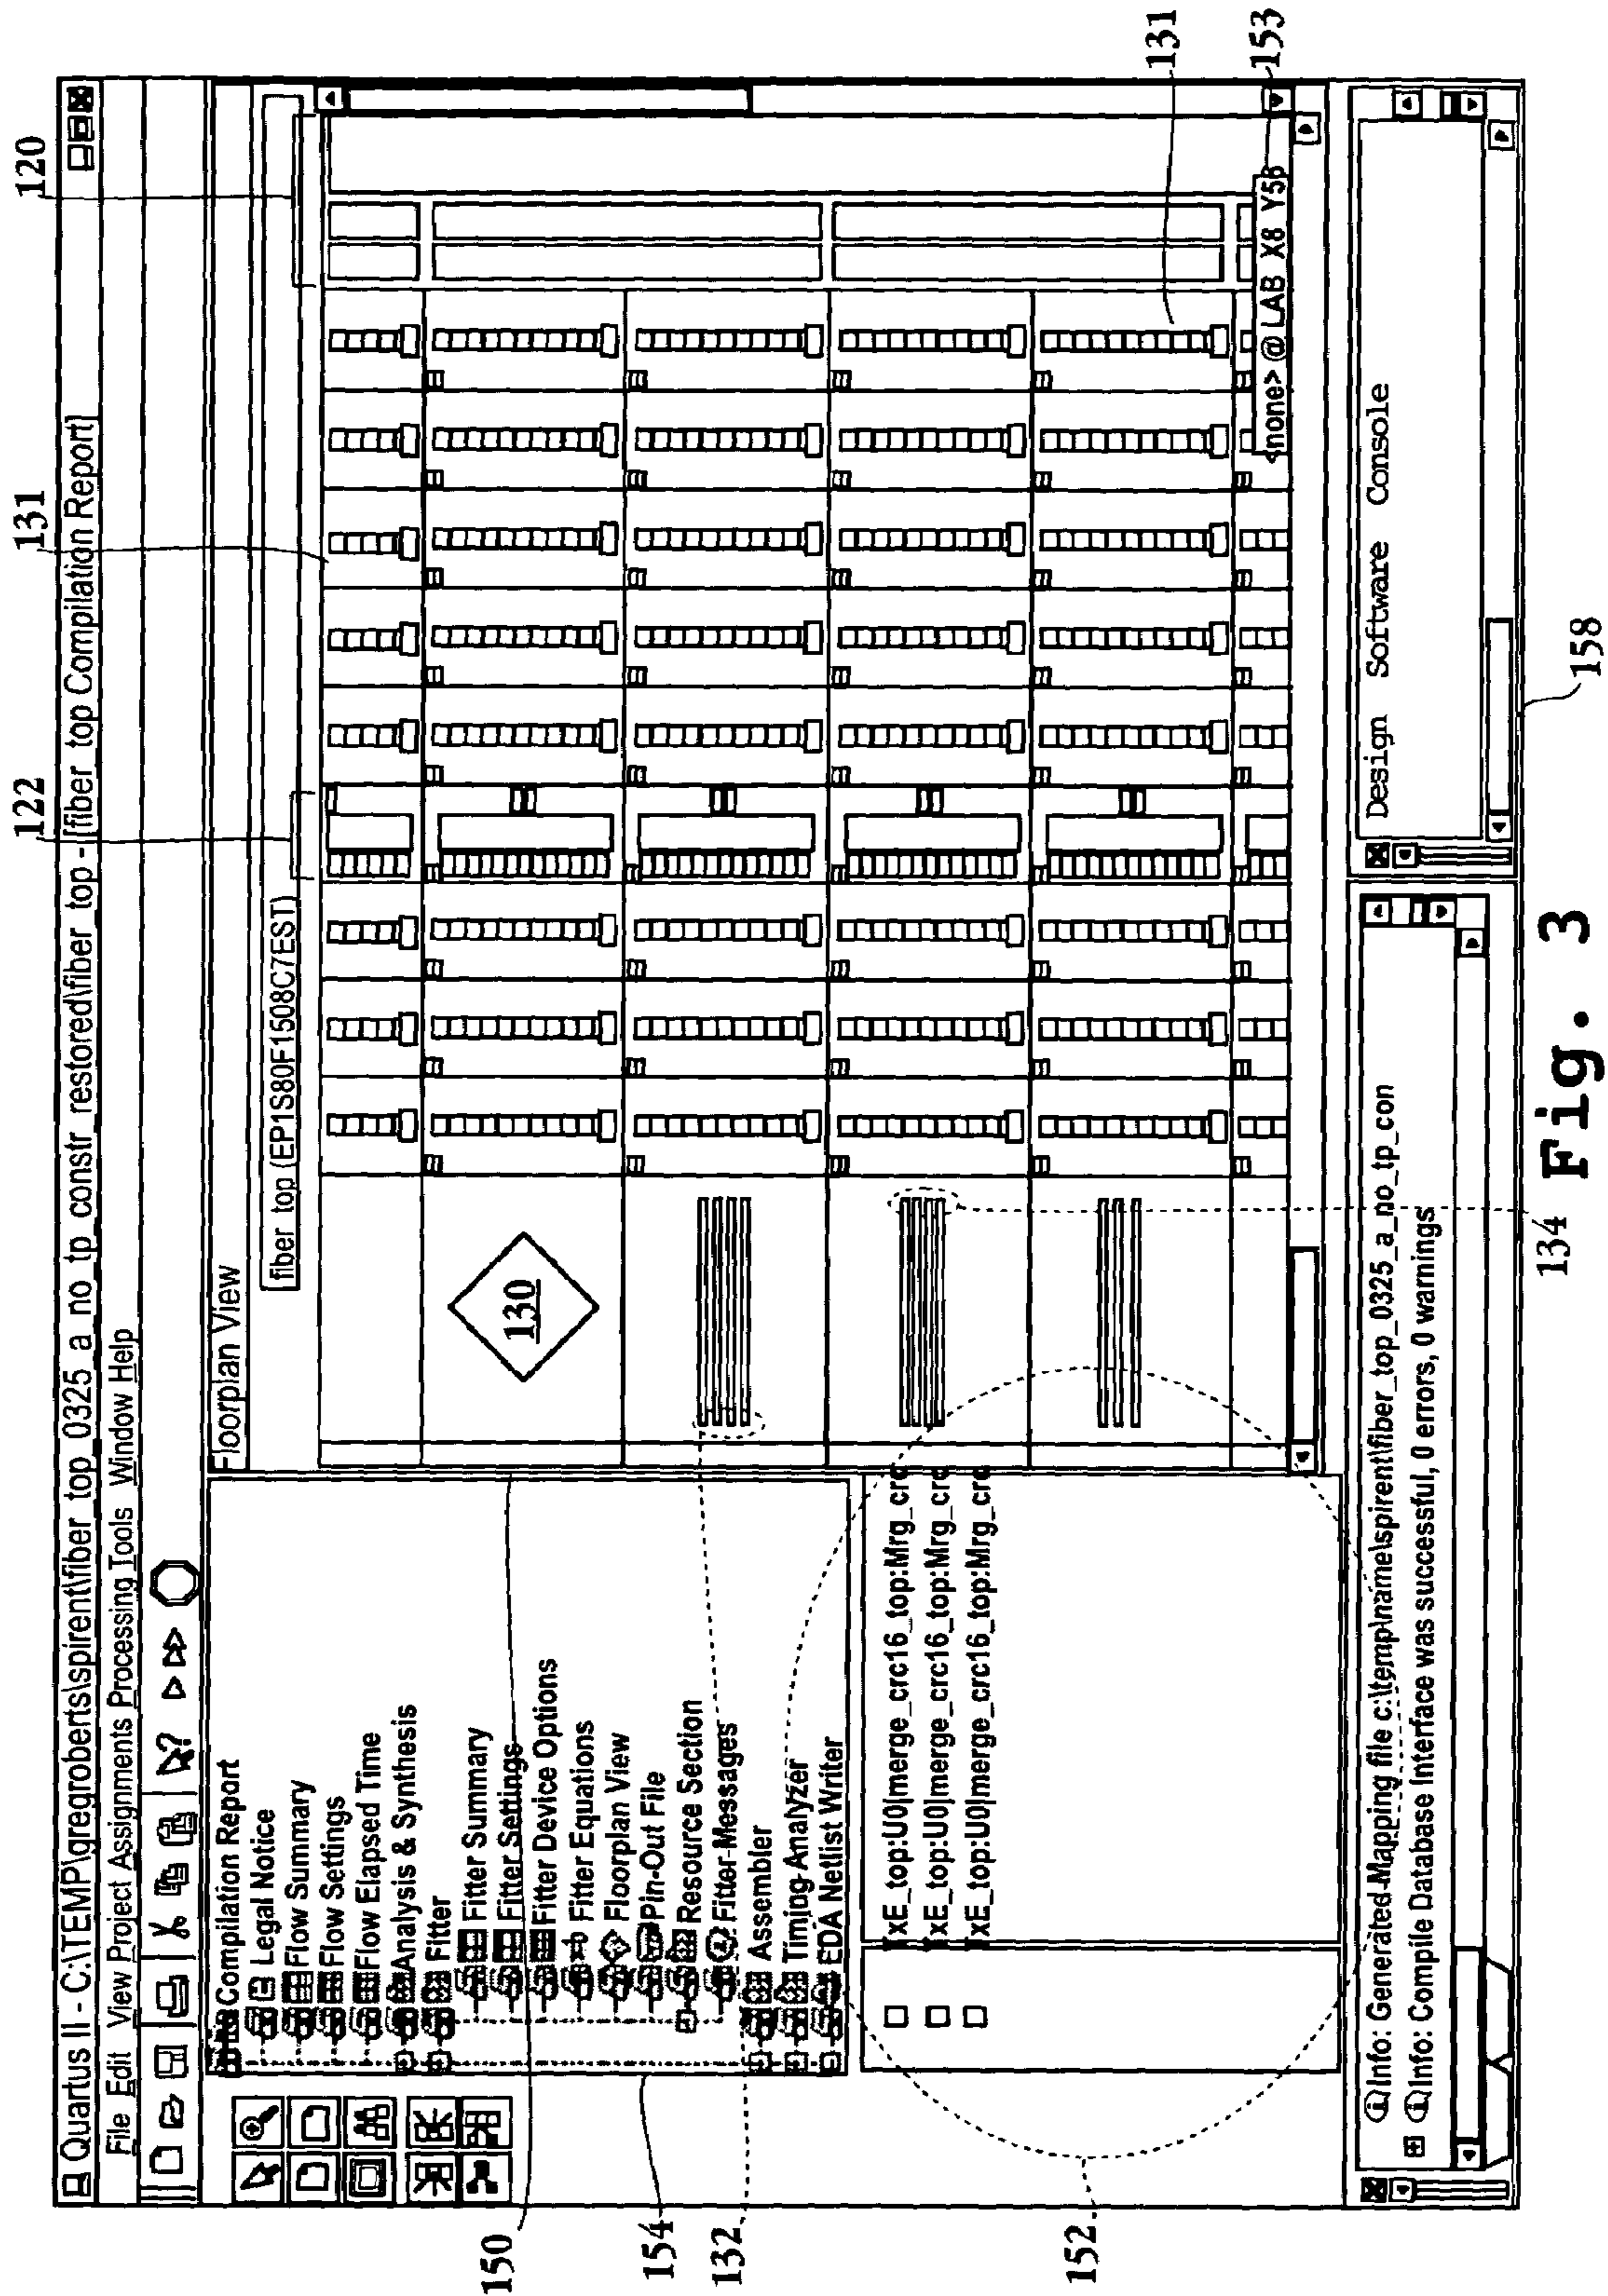 120
131
122
Quartus II - C:\TEMP\gregroberts\spirent\fiber_top_0325_a_no_tp_constr_restored\fiber_top - [fiber_top Compilation Report]
File Edit View Project Assignments Processing Tools Window Help
Compilation Report
Legal Notice
Flow Summary
Flow Settings
Flow Elapsed Time
Analysis & Synthesis
Fitter
Fitter Summary
Fitter Settings
Fitter Device Options
Fitter Equations
Floorplan View
Pin-Out File
Resource Section
Fitter Messages
Assembler
Timing Analyzer
EDA Netlist Writer
Floorplan View
fiber top (EP1S80F1508C7EST)
130
<none> @LAB X8 Y56
131
153
150
154
132
152
xE_top:U0|merge_crc16_top:Mrg_crc
xE_top:U0|merge_crc16_top:Mrg_crc
xE_top:U0|merge_crc16_top:Mrg_crc
Info: Generated Mapping file c:\temp\name\spirent\fiber_top_0325_a_no_tp_con
Info: Compile Database Interface was successful, 0 errors, 0 warnings
Design Software Console
134
158
Fig. 3